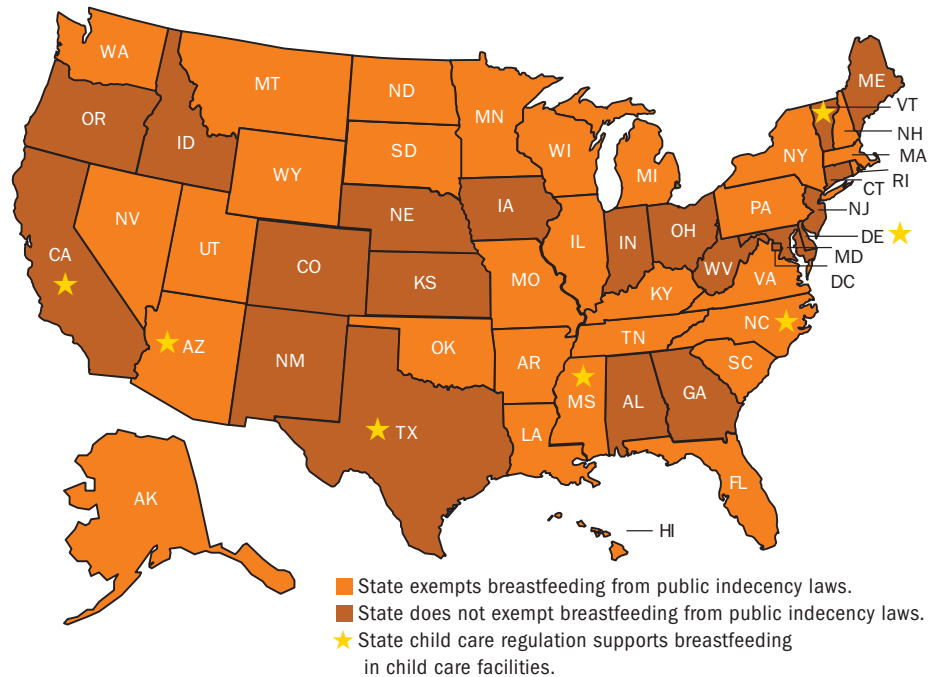 WA
MT
ND
MN
ME
VT
NH
MA
RI
CT
NJ
DE
MD
DC
OR
ID
WY
SD
WI
MI
NY
PA
NV
UT
CA
CO
NE
IA
IL
IN
OH
WV
VA
KS
MO
KY
NC
TN
SC
AZ
NM
OK
AR
MS
AL
GA
TX
LA
FL
AK
HI
State exempts breastfeeding from public indecency laws.
State does not exempt breastfeeding from public indecency laws.
State child care regulation supports breastfeeding
in child care facilities.